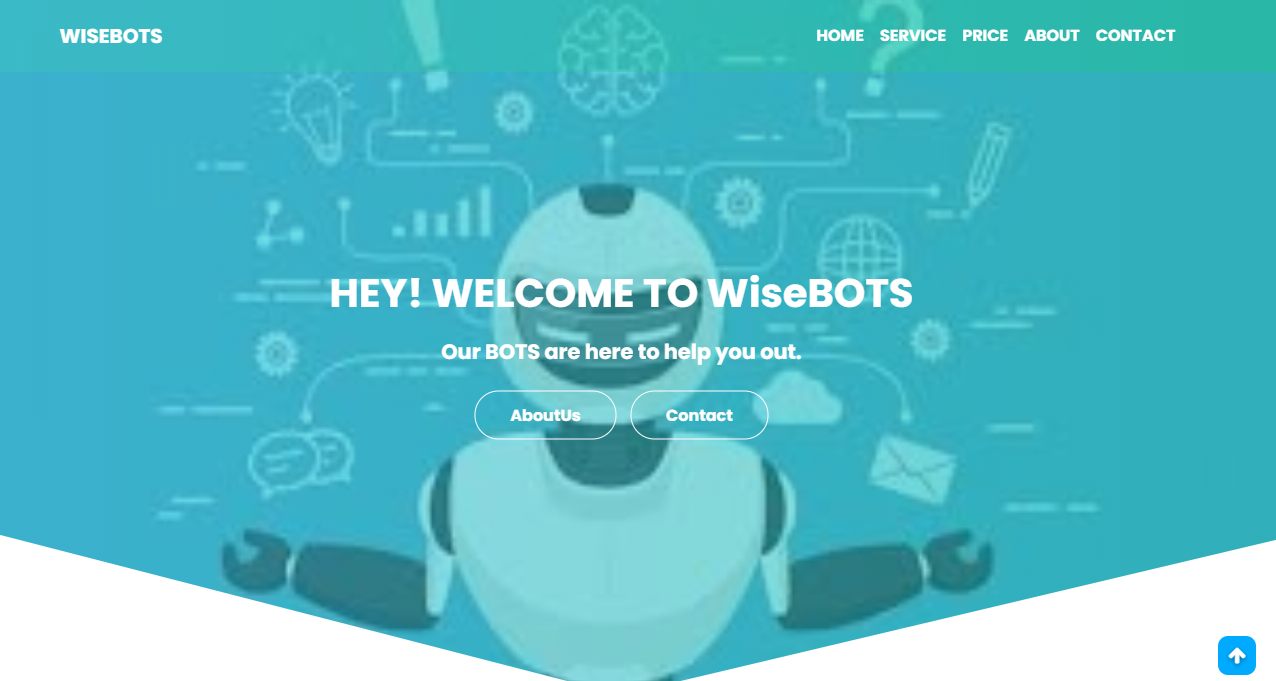 WISEBOTS
HOME SERVICE PRICE ABOUT CONTACT
HEY! WELCOME TO WiseBOTS
Our BOTS are here to help you out.
AboutUs Contact